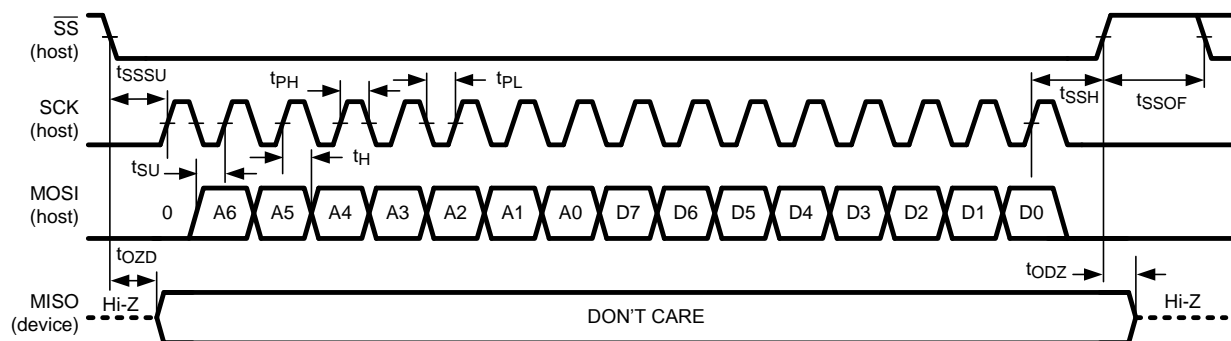 SS
(host)
tSSSU
tPH
tPL
tSSH
tSSOF
SCK
(host)
tSU
tH
MOSI
(host)
0 A6 A5 A4 A3 A2 A1 A0 D7 D6 D5 D4 D3 D2 D1 D0
tOZD
tODZ
MISO
(device)
Hi-Z
DON'T CARE
Hi-Z